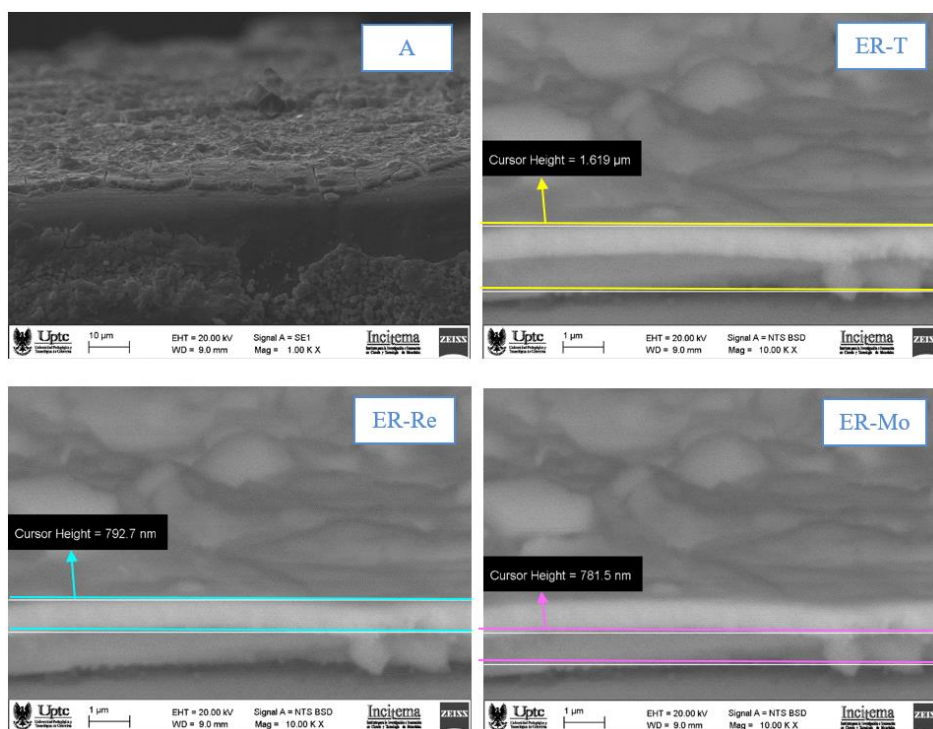 A
Uptc
10 µm
EHT = 20.00 kV
WD = 9.0 mm
Signal A = SE1
Mag = 1.00 K X
Incitema
ZEISS
ER-T
Cursor Height = 1.619 µm
Uptc
1 µm
EHT = 20.00 kV
WD = 9.0 mm
Signal A = NTS BSD
Mag = 10.00 K X
Incitema
ZEISS
ER-Re
Cursor Height = 792.7 nm
Uptc
1 µm
EHT = 20.00 kV
WD = 9.0 mm
Signal A = NTS BSD
Mag = 10.00 K X
Incitema
ZEISS
ER-Mo
Cursor Height = 781.5 nm
Uptc
1 µm
EHT = 20.00 kV
WD = 9.0 mm
Signal A = NTS BSD
Mag = 10.00 K X
Incitema
ZEISS